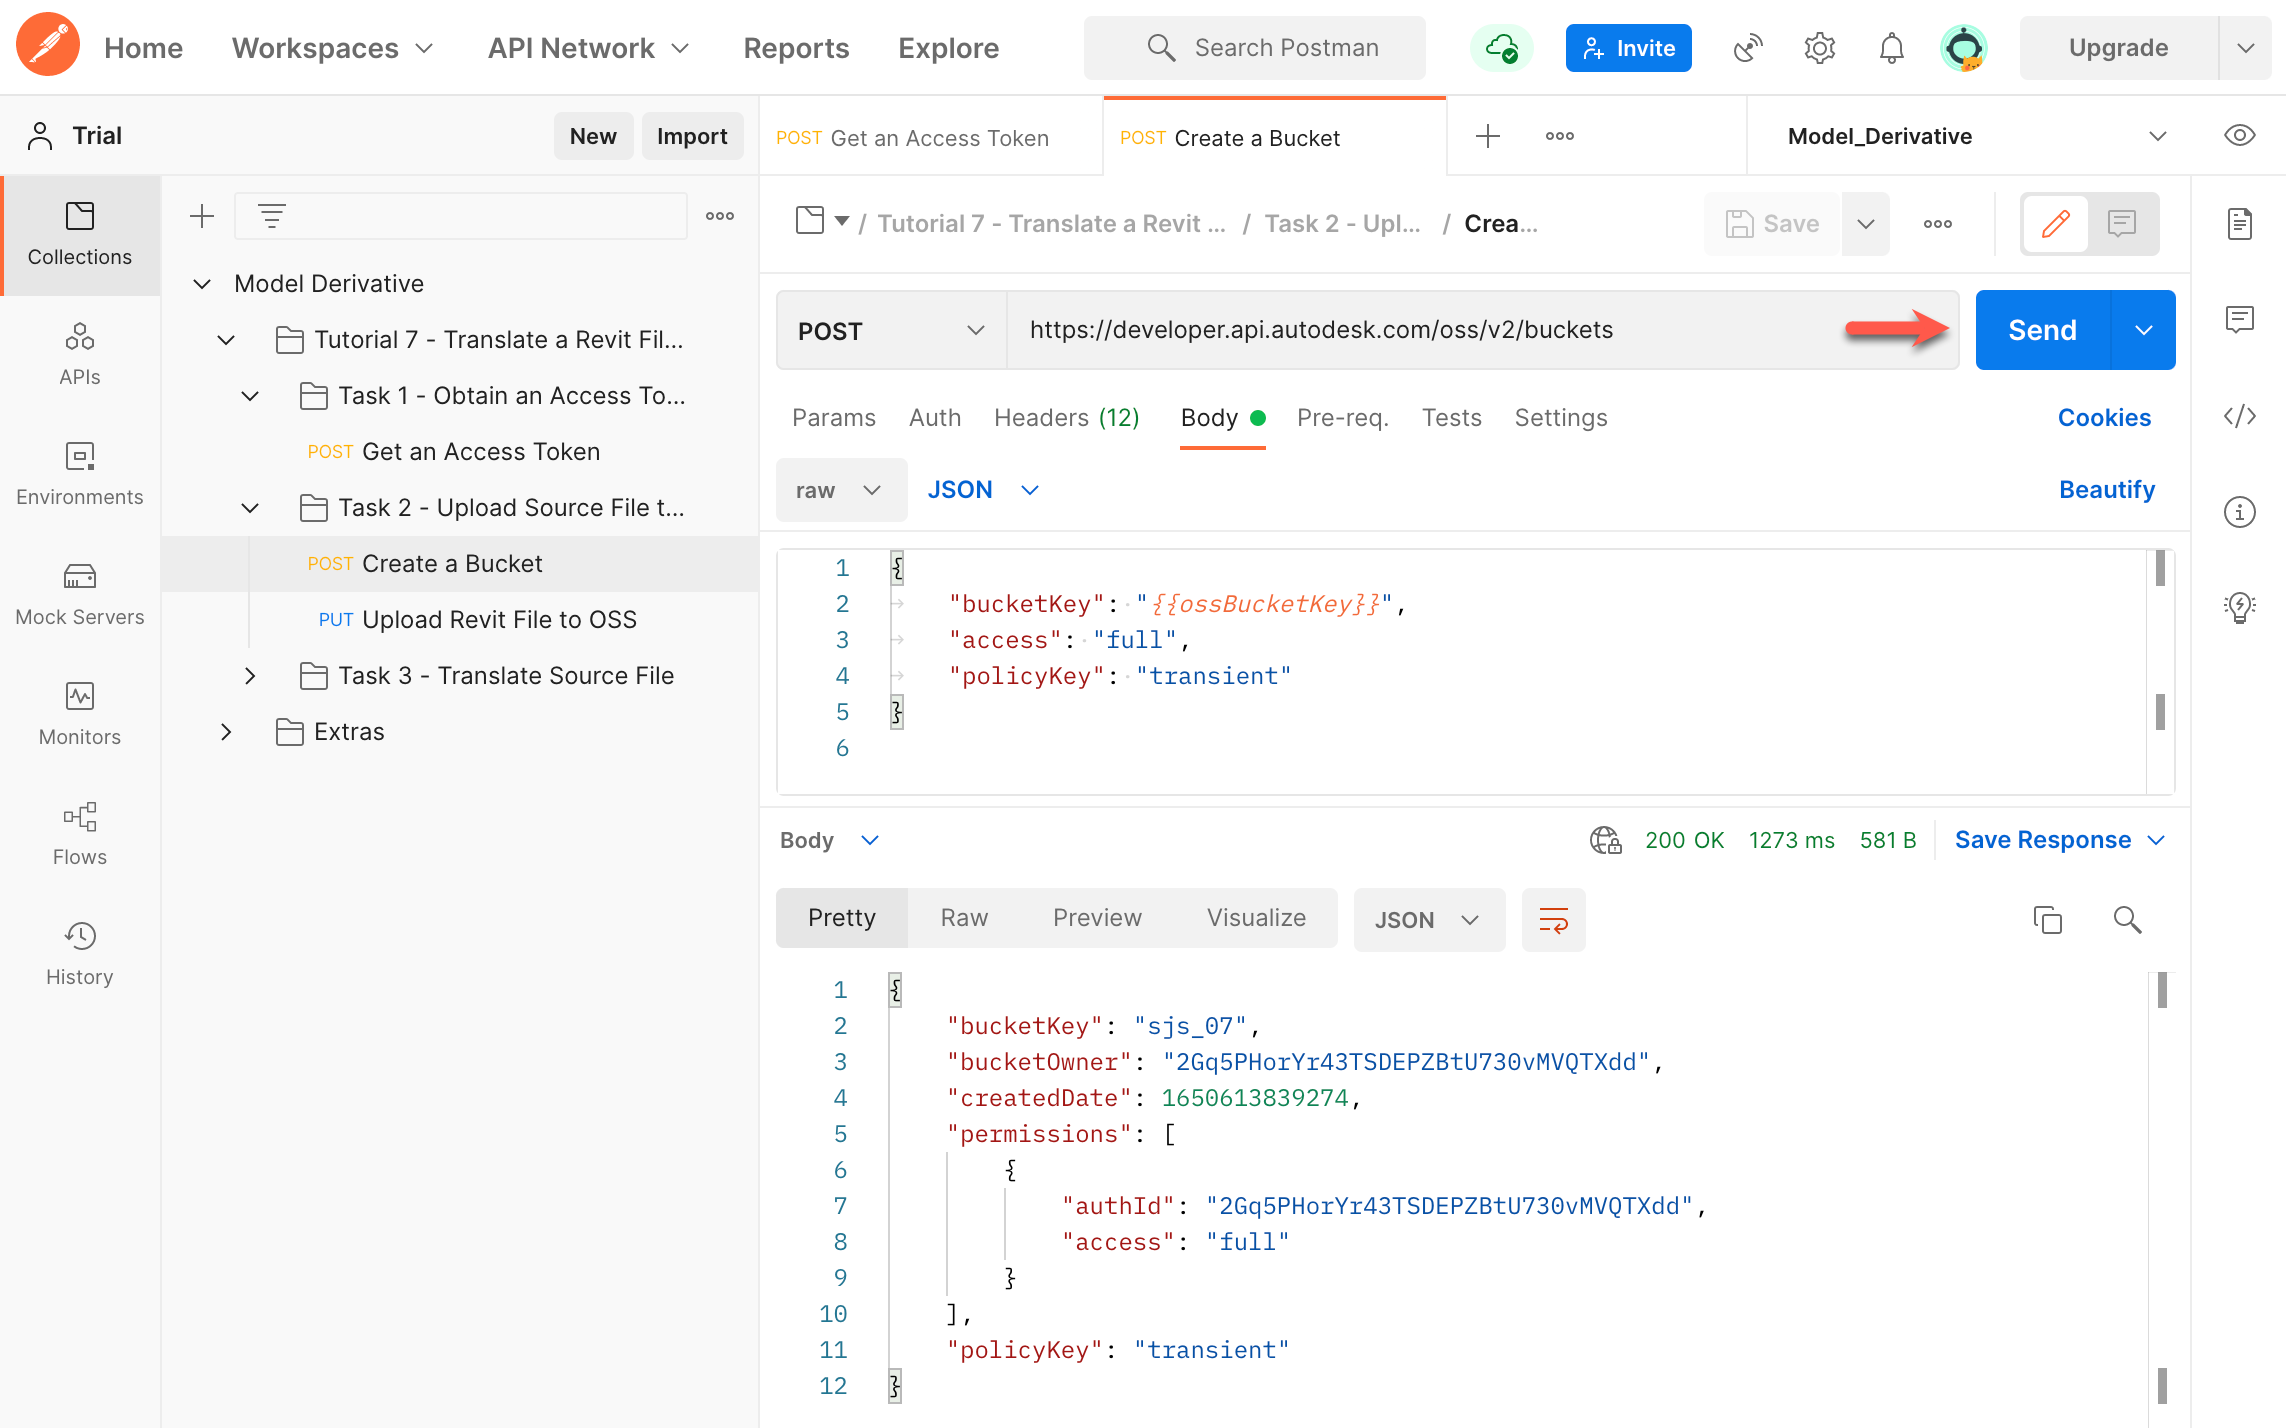 Home Workspaces API Network Reports Explore Search Postman Invite Upgrade
Trial New Import
POST Get an Access Token POST Create a Bucket Model_Derivative
Collections
APIs
Environments
Mock Servers
Monitors
Flows
History
Model Derivative
Tutorial 7 - Translate a Revit Fil...
Task 1 - Obtain an Access To...
POST Get an Access Token
Task 2 - Upload Source File t...
POST Create a Bucket
PUT Upload Revit File to OSS
Task 3 - Translate Source File
Extras
/ Tutorial 7 - Translate a Revit ... / Task 2 - Upl... / Crea... Save
POST https://developer.api.autodesk.com/oss/v2/buckets Send
Params Auth Headers (12) Body Pre-req. Tests Settings Cookies
raw JSON Beautify
1 {
2 "bucketKey": "{{ossBucketKey}}",
3 "access": "full",
4 "policyKey": "transient"
5 }
6
Body 200 OK 1273 ms 581 B Save Response
Pretty Raw Preview Visualize JSON
1 {
2 "bucketKey": "sjs_07",
3 "bucketOwner": "2Gq5PHorYr43TSDEPZBtU730vMVQTXdd",
4 "createdDate": 1650613839274,
5 "permissions": [
6 {
7 "authId": "2Gq5PHorYr43TSDEPZBtU730vMVQTXdd",
8 "access": "full"
9 }
10 ],
11 "policyKey": "transient"
12 }